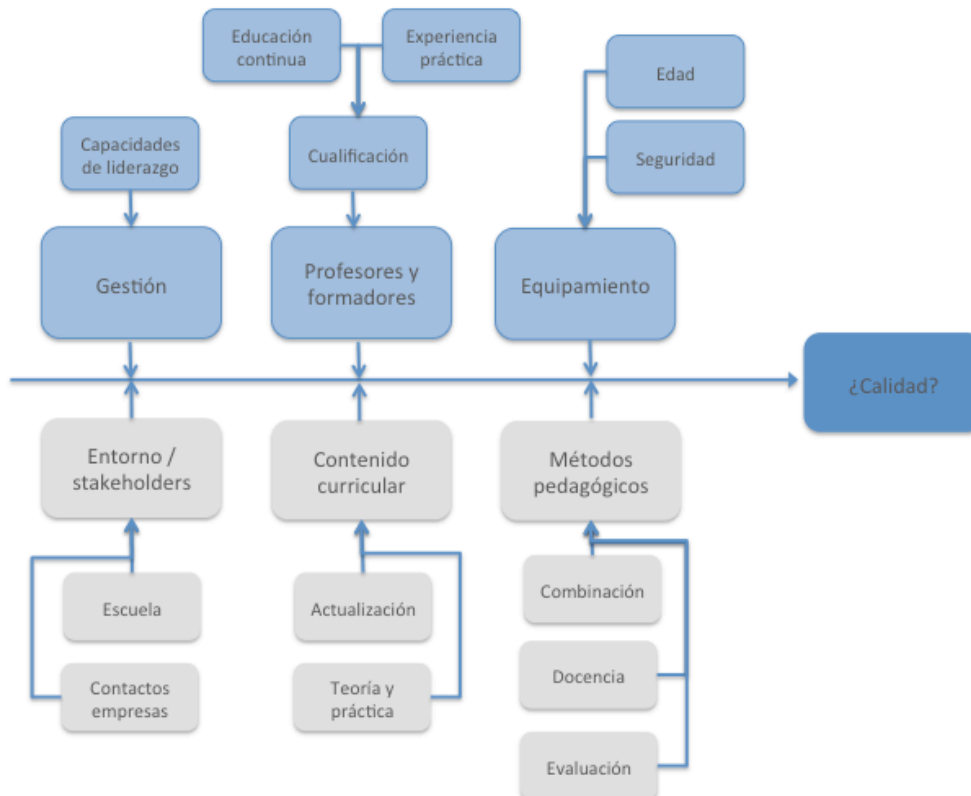 Educación
continua
Experiencia
práctica
Edad
Capacidades
de liderazgo
Cualificación
Seguridad
Gestión
Profesores y
formadores
Equipamiento
¿Calidad?
Entorno /
stakeholders
Contenido
curricular
Métodos
pedagógicos
Escuela
Actualización
Combinación
Contactos
empresas
Teoría y
práctica
Docencia
Evaluación